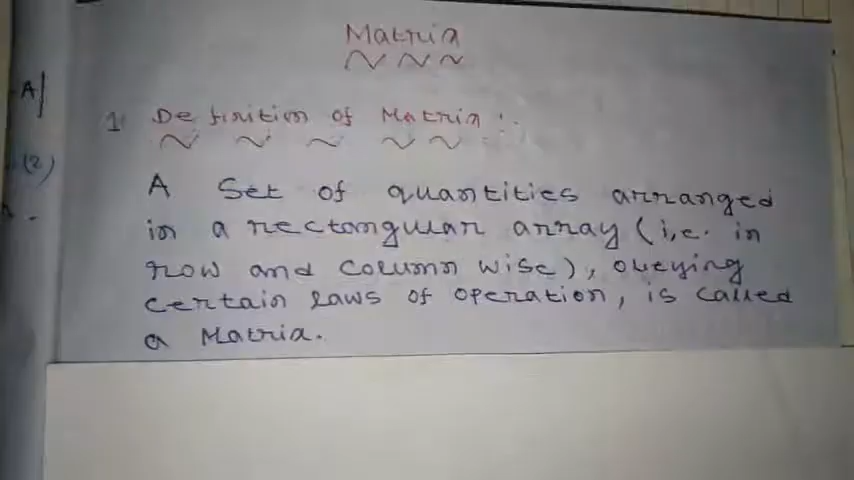 Matrix
1. Definition of Matrix :-
A Set of quantities arranged
in a rectangular array (i,e. in
row and column wise), obeying
certain laws of operation, is called
a Matrix.
A)
(2)